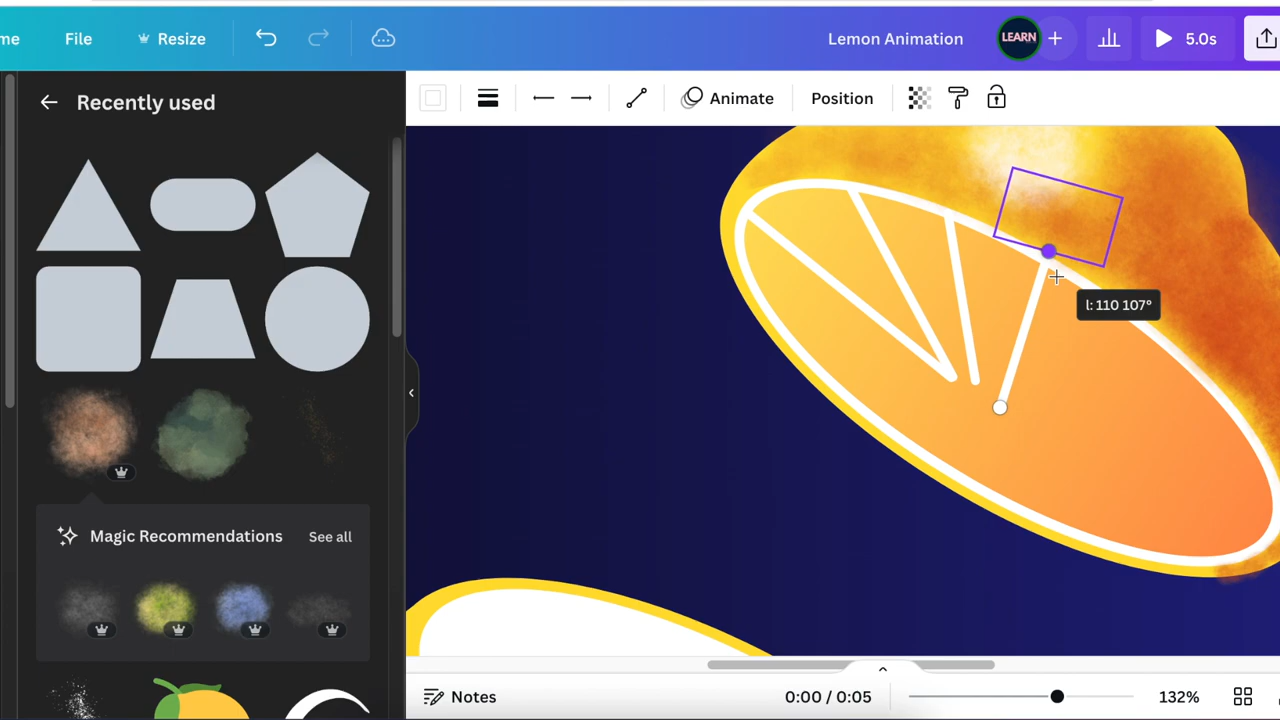 me File Resize Lemon Animation LEARN + 5.0s
Recently used
Animate Position
l: 110 107°
Magic Recommendations See all
Notes 0:00 / 0:05 132%